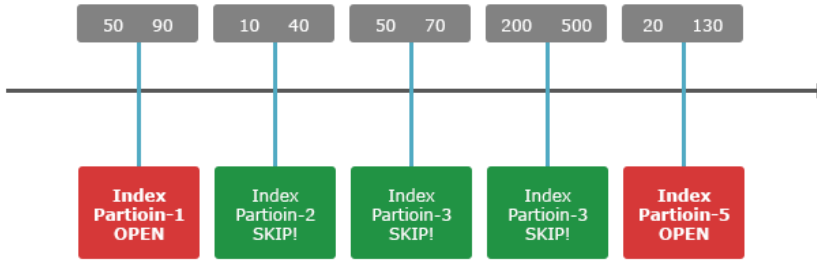 50 90
10 40
50 70
200 500
20 130
Index
Partioin-1
OPEN
Index
Partioin-2
SKIP!
Index
Partioin-3
SKIP!
Index
Partioin-3
SKIP!
Index
Partioin-5
OPEN